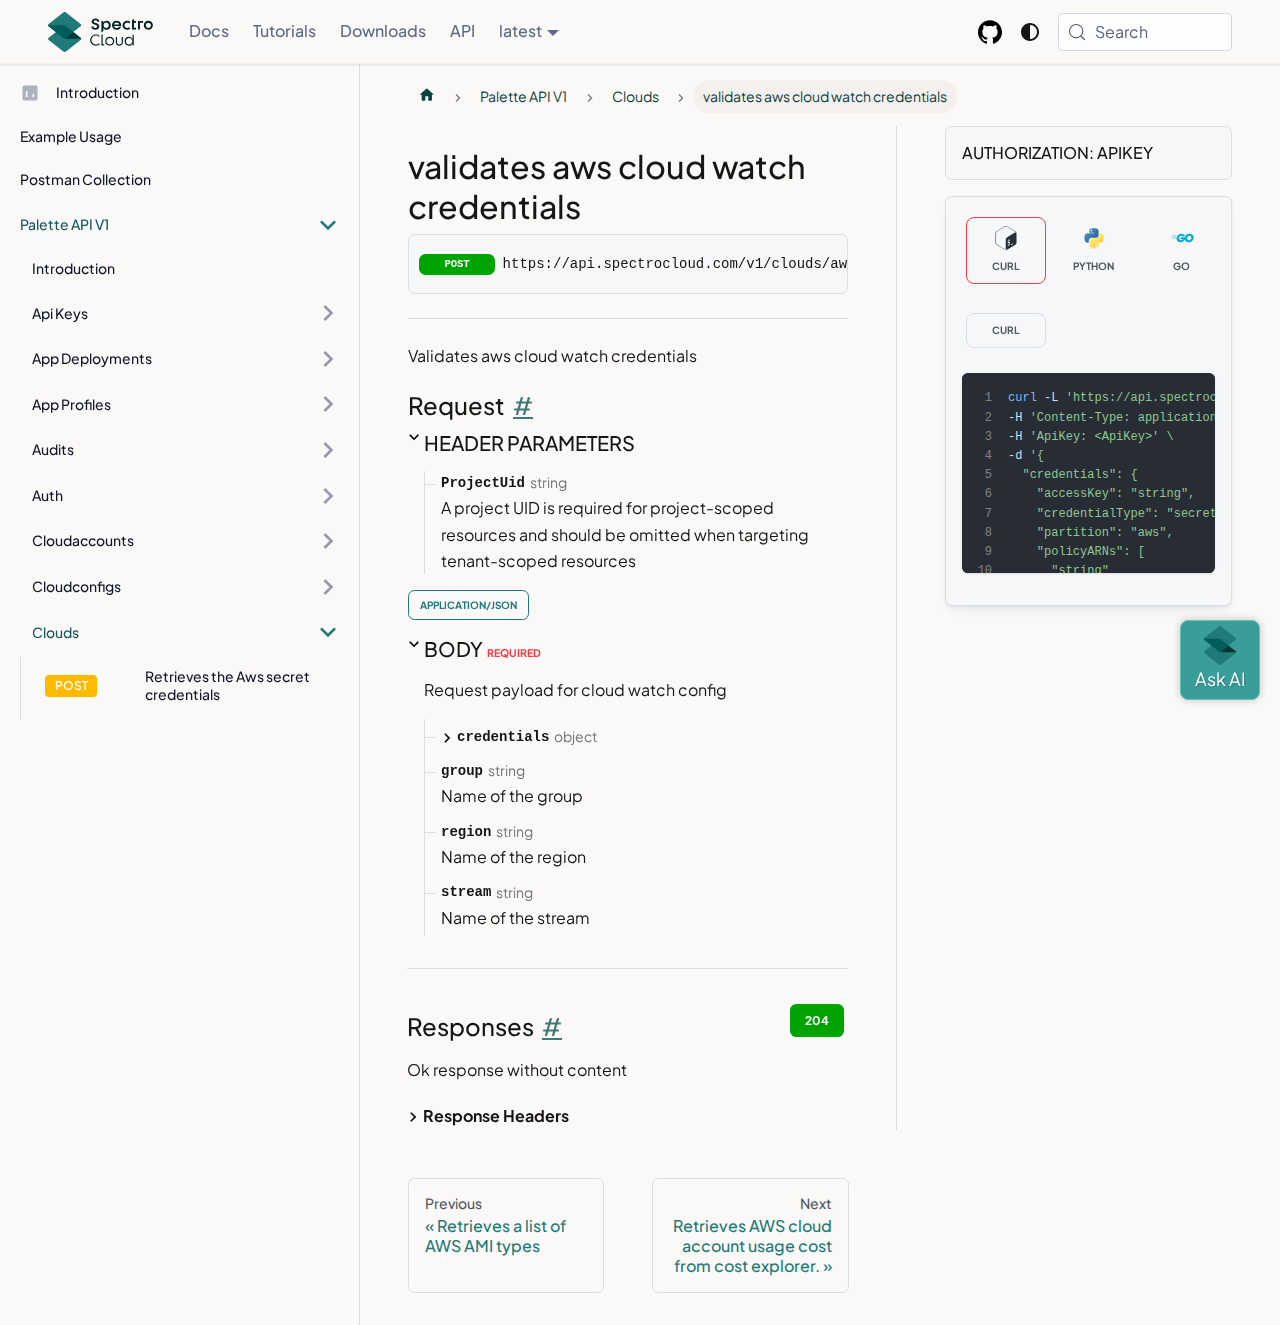 Spectro Cloud
Docs
Tutorials
Downloads
API
latest
Search
Introduction
Example Usage
Postman Collection
Palette API V1
Introduction
Api Keys
App Deployments
App Profiles
Audits
Auth
Cloudaccounts
Cloudconfigs
Clouds
POST
Retrieves the Aws secret
credentials
Palette API V1
Clouds
validates aws cloud watch credentials
validates aws cloud watch
credentials
POST
https://api.spectrocloud.com/v1/clouds/aw
Validates aws cloud watch credentials
Request #
HEADER PARAMETERS
ProjectUid string
A project UID is required for project-scoped
resources and should be omitted when targeting
tenant-scoped resources
APPLICATION/JSON
BODY REQUIRED
Request payload for cloud watch config
credentials object
group string
Name of the group
region string
Name of the region
stream string
Name of the stream
Responses #
204
Ok response without content
Response Headers
Previous
« Retrieves a list of
AWS AMI types
Next
Retrieves AWS cloud
account usage cost
from cost explorer. »
AUTHORIZATION: APIKEY
CURL
PYTHON
GO
CURL
1 curl -L 'https://api.spectroc
2 -H 'Content-Type: application
3 -H 'ApiKey: <ApiKey>' \
4 -d '{
5 "credentials": {
6 "accessKey": "string",
7 "credentialType": "secret
8 "partition": "aws",
9 "policyARNs": [
10 "string"
Ask AI